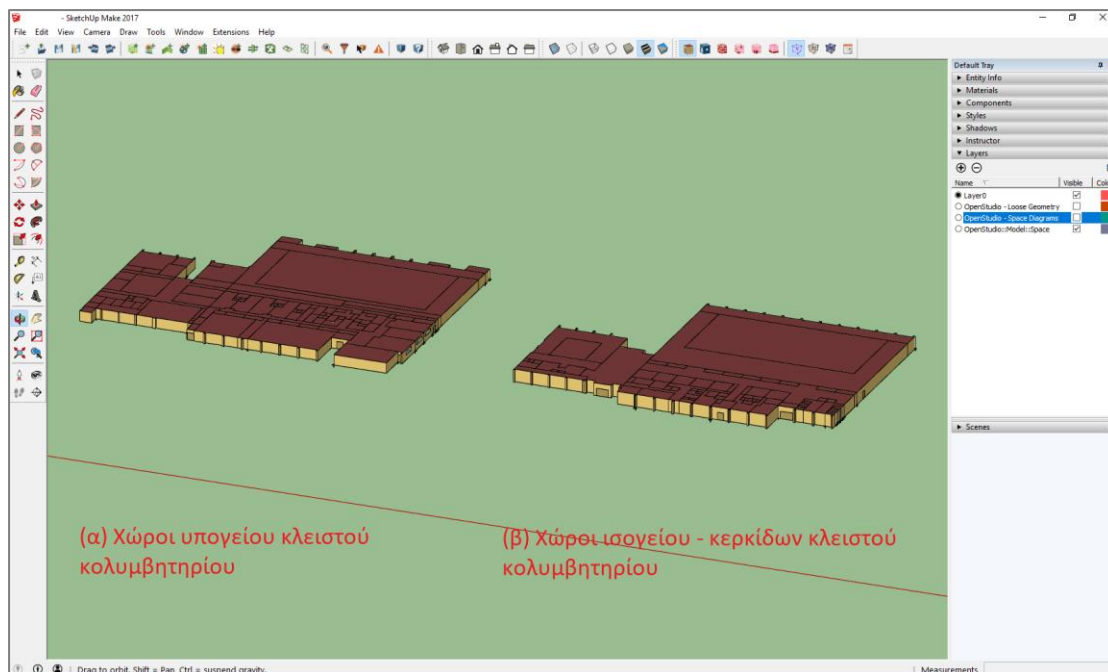 - SketchUp Make 2017
File Edit View Camera Draw Tools Window Extensions Help
Default Tray
Entity Info
Materials
Components
Styles
Shadows
Instructor
Layers
Name Visible Colo
Layer0
OpenStudio - Loose Geometry
OpenStudio - Space Diagrams
OpenStudio::Model::Space
Scenes
(α) Χώροι υπογείου κλειστού
κολυμβητηρίου
(β) Χώροι ισογείου - κερκίδων κλειστού
κολυμβητηρίου
Drag to orbit. Shift = Pan, Ctrl = suspend gravity. Measurements